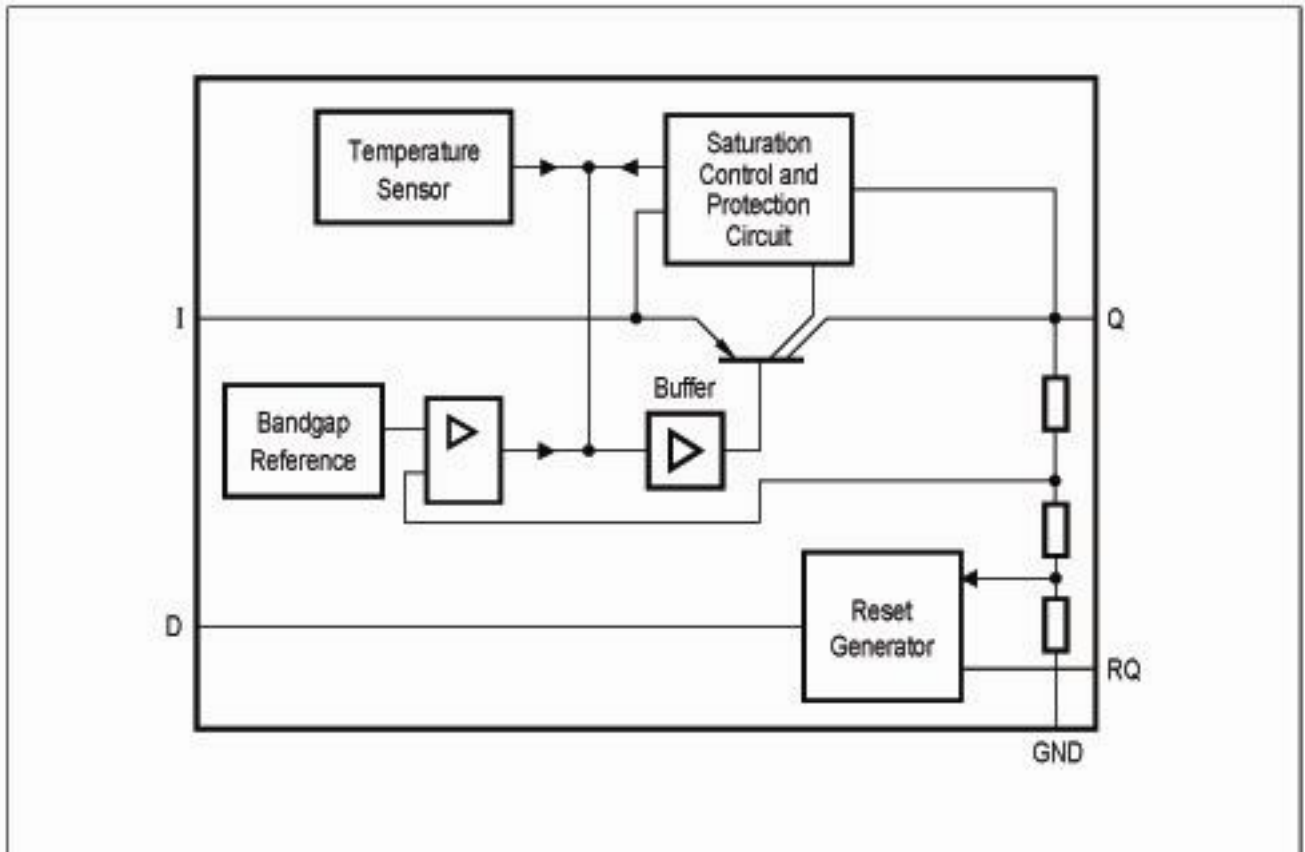 Temperature
Sensor
Saturation
Control and
Protection
Circuit
I
Q
Buffer
Bandgap
Reference
D
Reset
Generator
RQ
GND